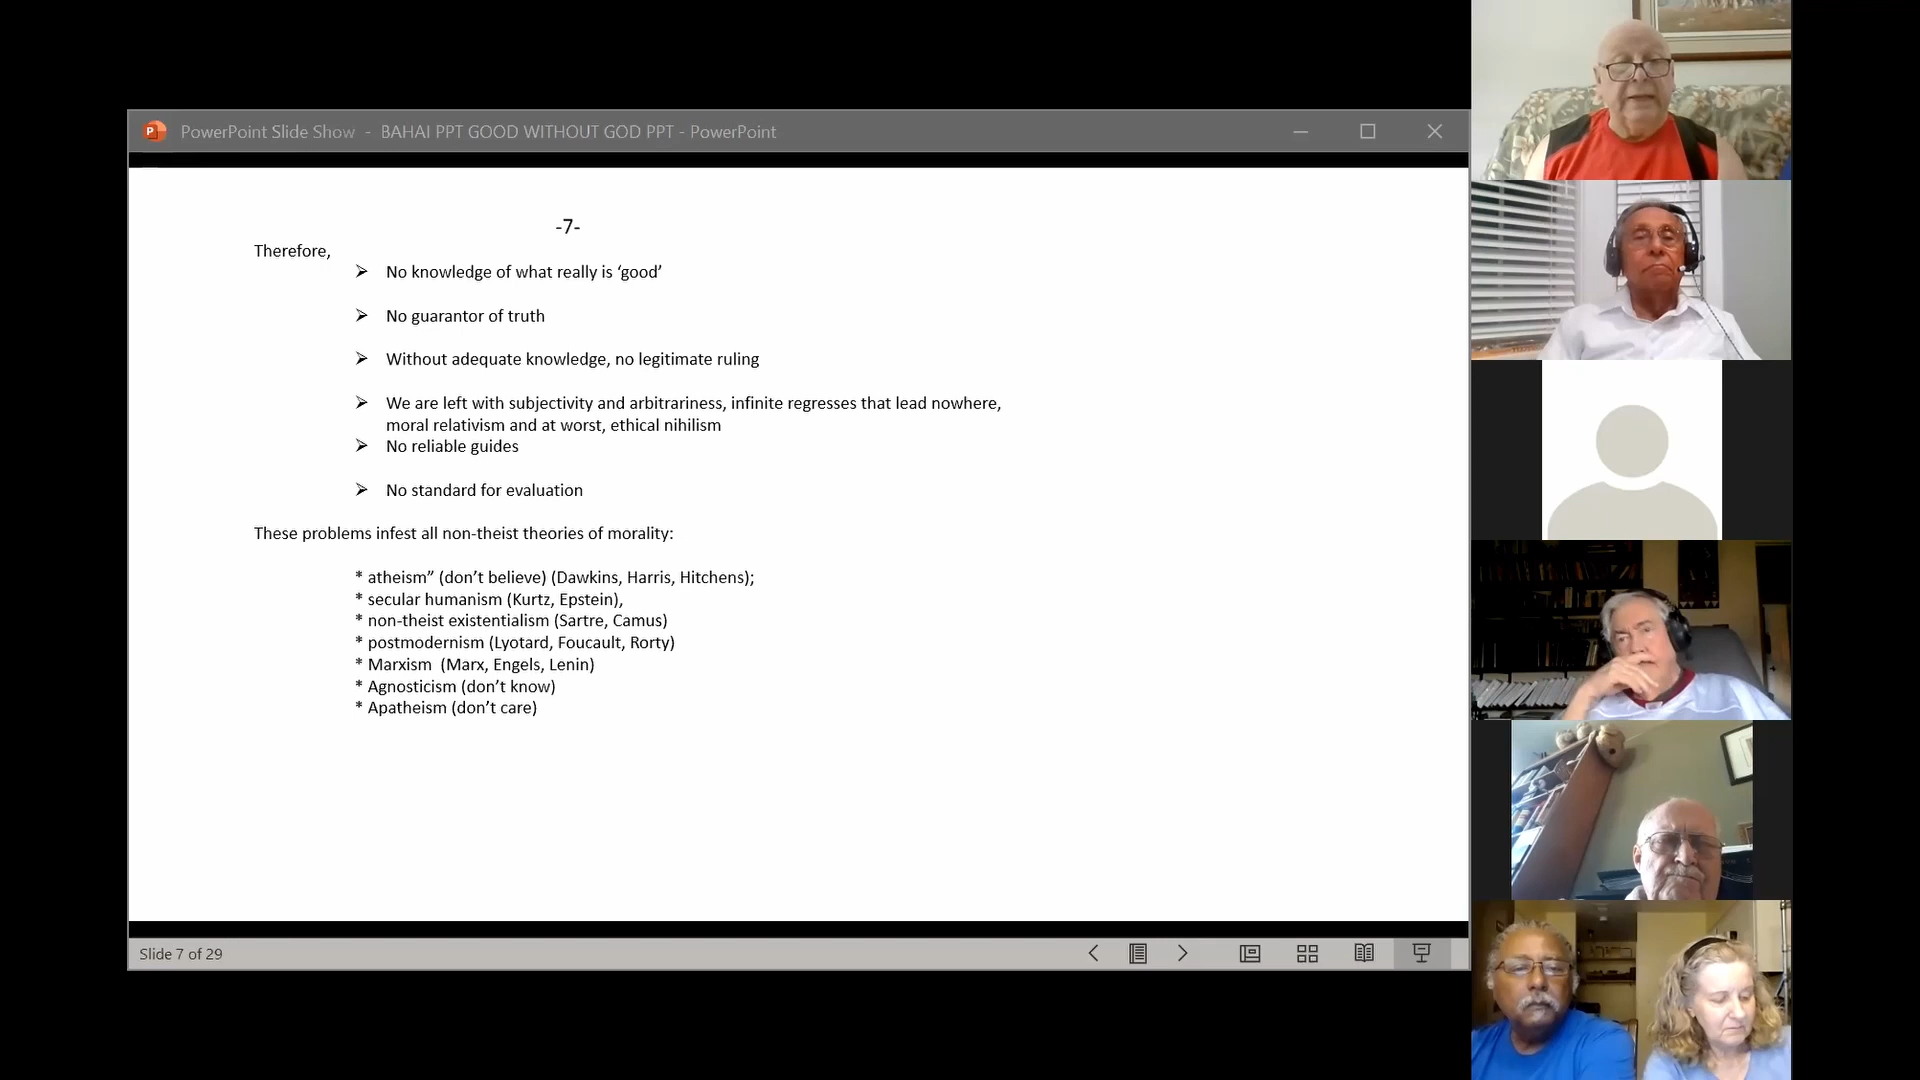 P PowerPoint Slide Show - BAHAI PPT GOOD WITHOUT GOD PPT - PowerPoint
-7-
Therefore,
➢ No knowledge of what really is ‘good’
➢ No guarantor of truth
➢ Without adequate knowledge, no legitimate ruling
➢ We are left with subjectivity and arbitrariness, infinite regresses that lead nowhere,
moral relativism and at worst, ethical nihilism
➢ No reliable guides
➢ No standard for evaluation
These problems infest all non-theist theories of morality:
* atheism” (don’t believe) (Dawkins, Harris, Hitchens);
* secular humanism (Kurtz, Epstein),
* non-theist existentialism (Sartre, Camus)
* postmodernism (Lyotard, Foucault, Rorty)
* Marxism (Marx, Engels, Lenin)
* Agnosticism (don’t know)
* Apatheism (don’t care)
Slide 7 of 29